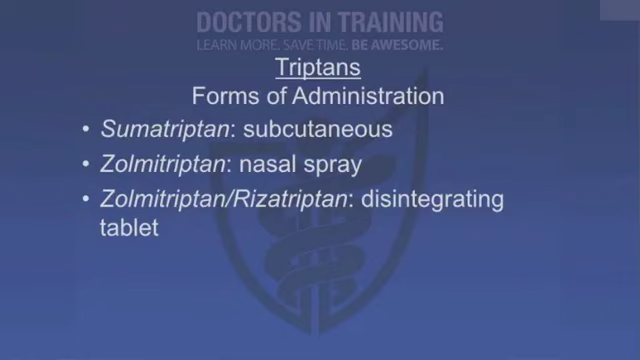 DOCTORS IN TRAINING
LEARN MORE. SAVE TIME. BE AWESOME.
Triptans
Forms of Administration
• Sumatriptan: subcutaneous
• Zolmitriptan: nasal spray
• Zolmitriptan/Rizatriptan: disintegrating
tablet